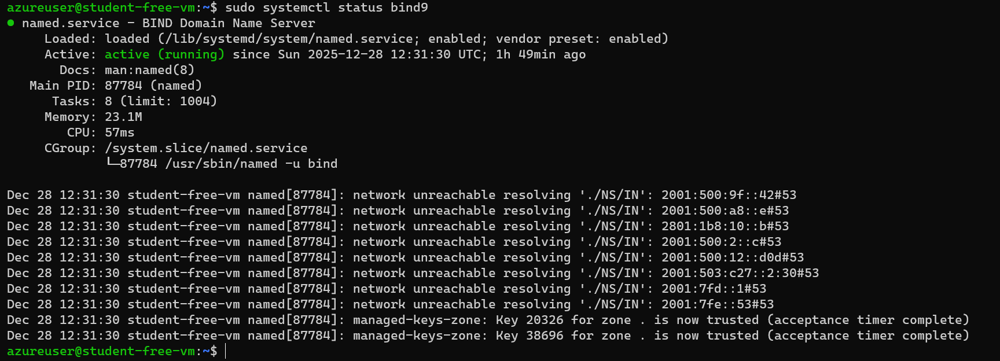 azureuser@student-free-vm:~$ sudo systemctl status bind9
● named.service - BIND Domain Name Server
     Loaded: loaded (/lib/systemd/system/named.service; enabled; vendor preset: enabled)
     Active: active (running) since Sun 2025-12-28 12:31:30 UTC; 1h 49min ago
       Docs: man:named(8)
   Main PID: 87784 (named)
      Tasks: 8 (limit: 1004)
     Memory: 23.1M
        CPU: 57ms
     CGroup: /system.slice/named.service
             └─87784 /usr/sbin/named -u bind

Dec 28 12:31:30 student-free-vm named[87784]: network unreachable resolving './NS/IN': 2001:500:9f::42#53
Dec 28 12:31:30 student-free-vm named[87784]: network unreachable resolving './NS/IN': 2001:500:a8::e#53
Dec 28 12:31:30 student-free-vm named[87784]: network unreachable resolving './NS/IN': 2801:1b8:10::b#53
Dec 28 12:31:30 student-free-vm named[87784]: network unreachable resolving './NS/IN': 2001:500:2::c#53
Dec 28 12:31:30 student-free-vm named[87784]: network unreachable resolving './NS/IN': 2001:500:12::d0d#53
Dec 28 12:31:30 student-free-vm named[87784]: network unreachable resolving './NS/IN': 2001:503:c27::2:30#53
Dec 28 12:31:30 student-free-vm named[87784]: network unreachable resolving './NS/IN': 2001:7fd::1#53
Dec 28 12:31:30 student-free-vm named[87784]: network unreachable resolving './NS/IN': 2001:7fe::53#53
Dec 28 12:31:30 student-free-vm named[87784]: managed-keys-zone: Key 20326 for zone . is now trusted (acceptance timer complete)
Dec 28 12:31:30 student-free-vm named[87784]: managed-keys-zone: Key 38696 for zone . is now trusted (acceptance timer complete)
azureuser@student-free-vm:~$